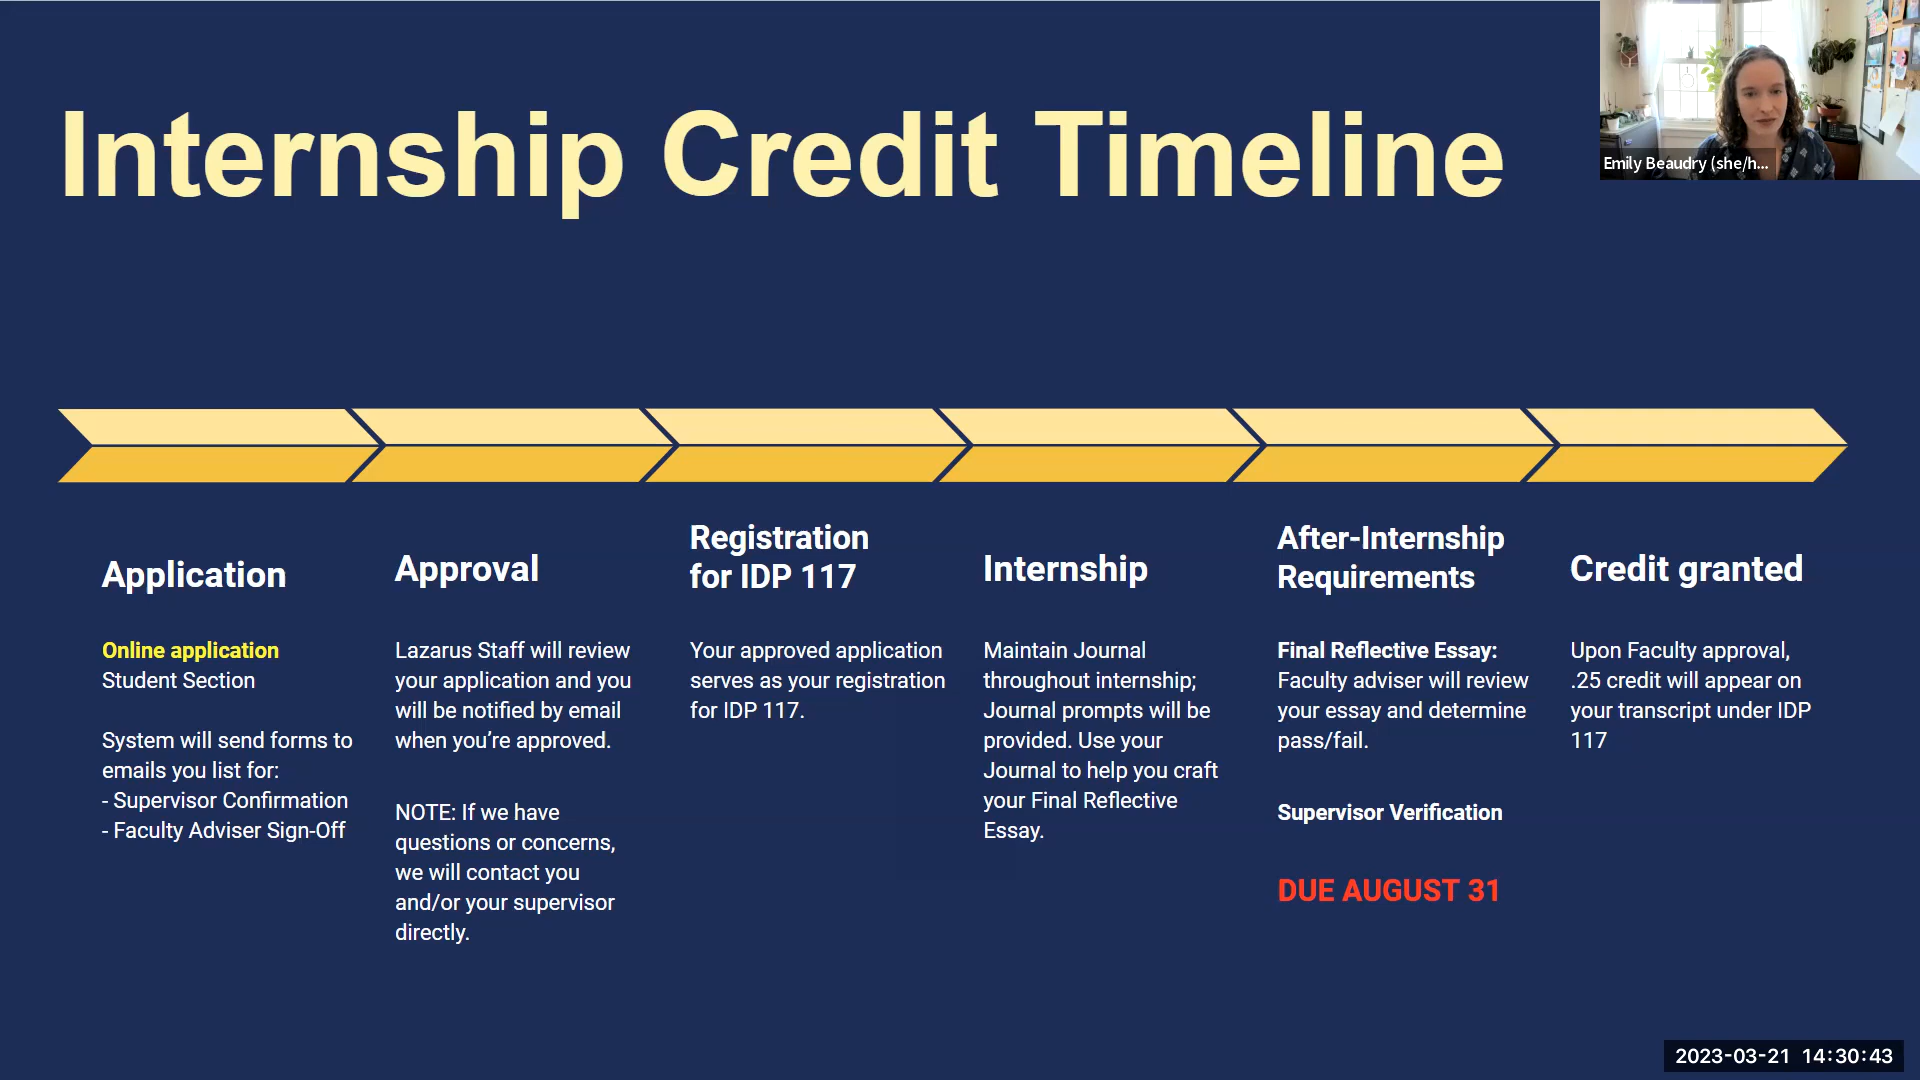 Internship Credit Timeline
Emily Beaudry (she/h...
Application
Online application
Student Section
System will send forms to
emails you list for:
- Supervisor Confirmation
- Faculty Adviser Sign-Off
Approval
Lazarus Staff will review
your application and you
will be notified by email
when you’re approved.
NOTE: If we have
questions or concerns,
we will contact you
and/or your supervisor
directly.
Registration
for IDP 117
Your approved application
serves as your registration
for IDP 117.
Internship
Maintain Journal
throughout internship;
Journal prompts will be
provided. Use your
Journal to help you craft
your Final Reflective
Essay.
After-Internship
Requirements
Final Reflective Essay:
Faculty adviser will review
your essay and determine
pass/fail.
Supervisor Verification
DUE AUGUST 31
Credit granted
Upon Faculty approval,
.25 credit will appear on
your transcript under IDP
117
2023-03-21 14:30:43